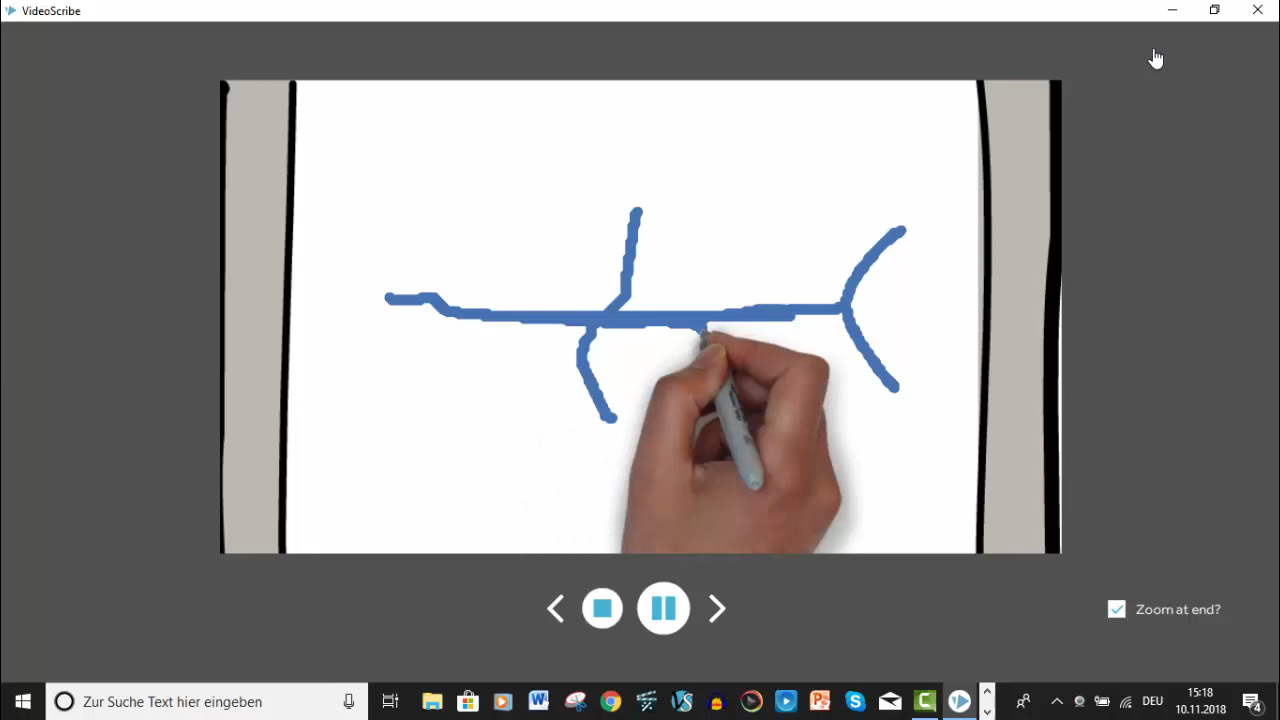 VideoScribe
Zoom at end?
Zur Suche Text hier eingeben
DEU
15:18
10.11.2018
4